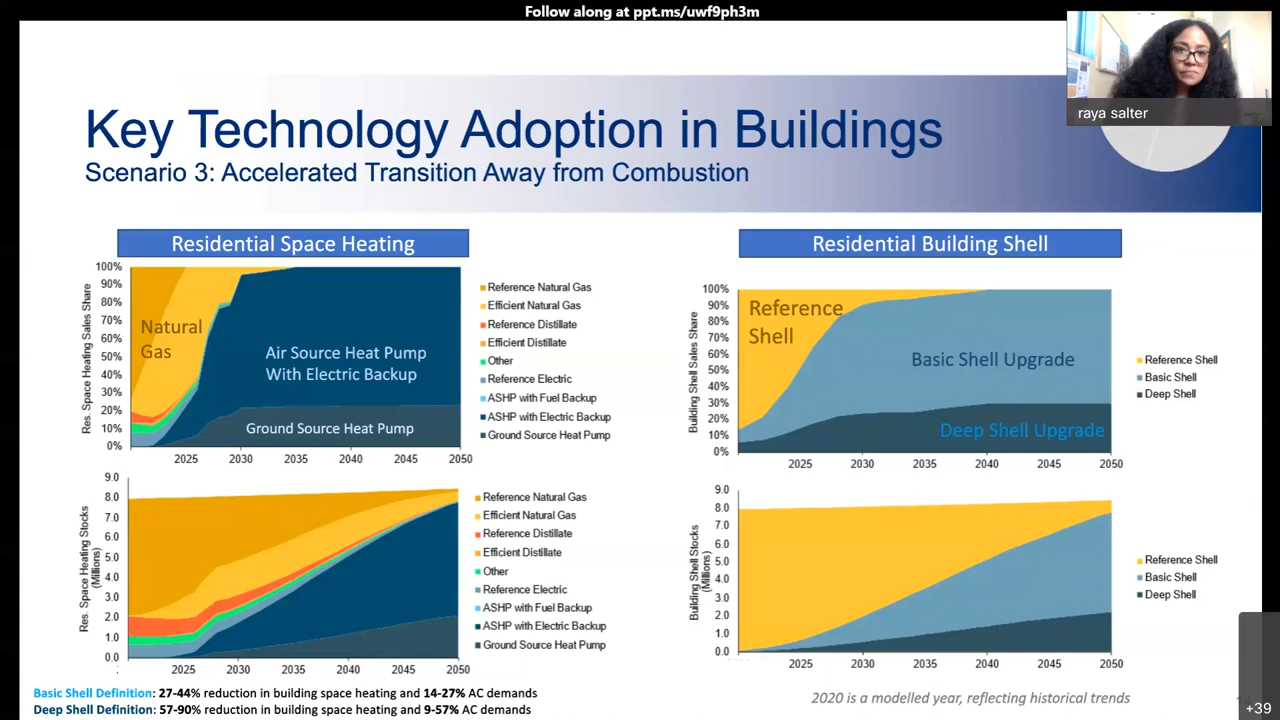 Follow along at ppt.ms/uwf9ph3m
raya salter
Key Technology Adoption in Buildings
Scenario 3: Accelerated Transition Away from Combustion
Residential Space Heating
Res. Space Heating Sales Share
100%
90%
80%
70%
60%
50%
40%
30%
20%
10%
0%
Natural
Gas
Air Source Heat Pump
With Electric Backup
Ground Source Heat Pump
2025 2030 2035 2040 2045 2050
Reference Natural Gas
Efficient Natural Gas
Reference Distillate
Efficient Distillate
Other
Reference Electric
ASHP with Fuel Backup
ASHP with Electric Backup
Ground Source Heat Pump
Res. Space Heating Stocks
(Millions)
9.0
8.0
7.0
6.0
5.0
4.0
3.0
2.0
1.0
0.0
2025 2030 2035 2040 2045 2050
Reference Natural Gas
Efficient Natural Gas
Reference Distillate
Efficient Distillate
Other
Reference Electric
ASHP with Fuel Backup
ASHP with Electric Backup
Ground Source Heat Pump
Residential Building Shell
Building Shell Sales Share
100%
90%
80%
70%
60%
50%
40%
30%
20%
10%
0%
Reference
Shell
Basic Shell Upgrade
Deep Shell Upgrade
2025 2030 2035 2040 2045 2050
Reference Shell
Basic Shell
Deep Shell
Building Shell Stocks
(Millions)
9.0
8.0
7.0
6.0
5.0
4.0
3.0
2.0
1.0
0.0
2025 2030 2035 2040 2045 2050
Reference Shell
Basic Shell
Deep Shell
Basic Shell Definition: 27-44% reduction in building space heating and 14-27% AC demands
Deep Shell Definition: 57-90% reduction in building space heating and 9-57% AC demands
2020 is a modelled year, reflecting historical trends
+39